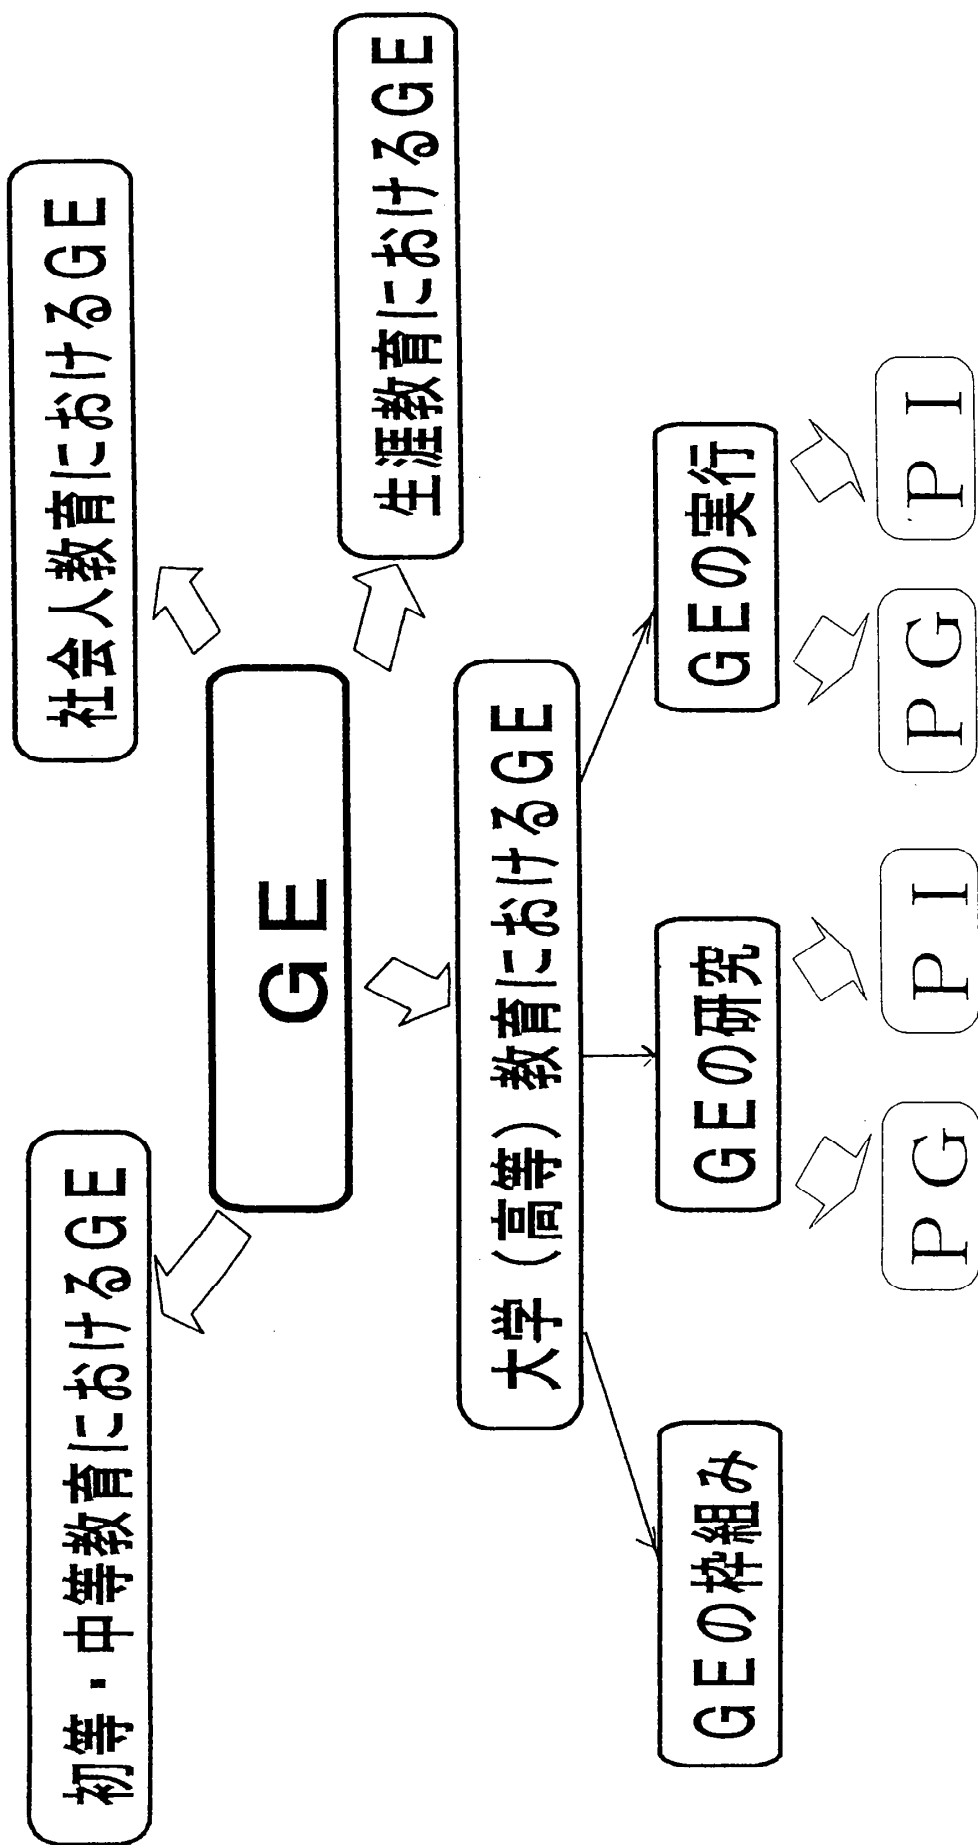 初等・中等教育におけるＧＥ
社会人教育におけるＧＥ
ＧＥ
生涯教育におけるＧＥ
大学（高等）教育におけるＧＥ
ＧＥの枠組み
ＧＥの研究
ＧＥの実行
ＰＧ
ＰＩ
ＰＧ
ＰＩ